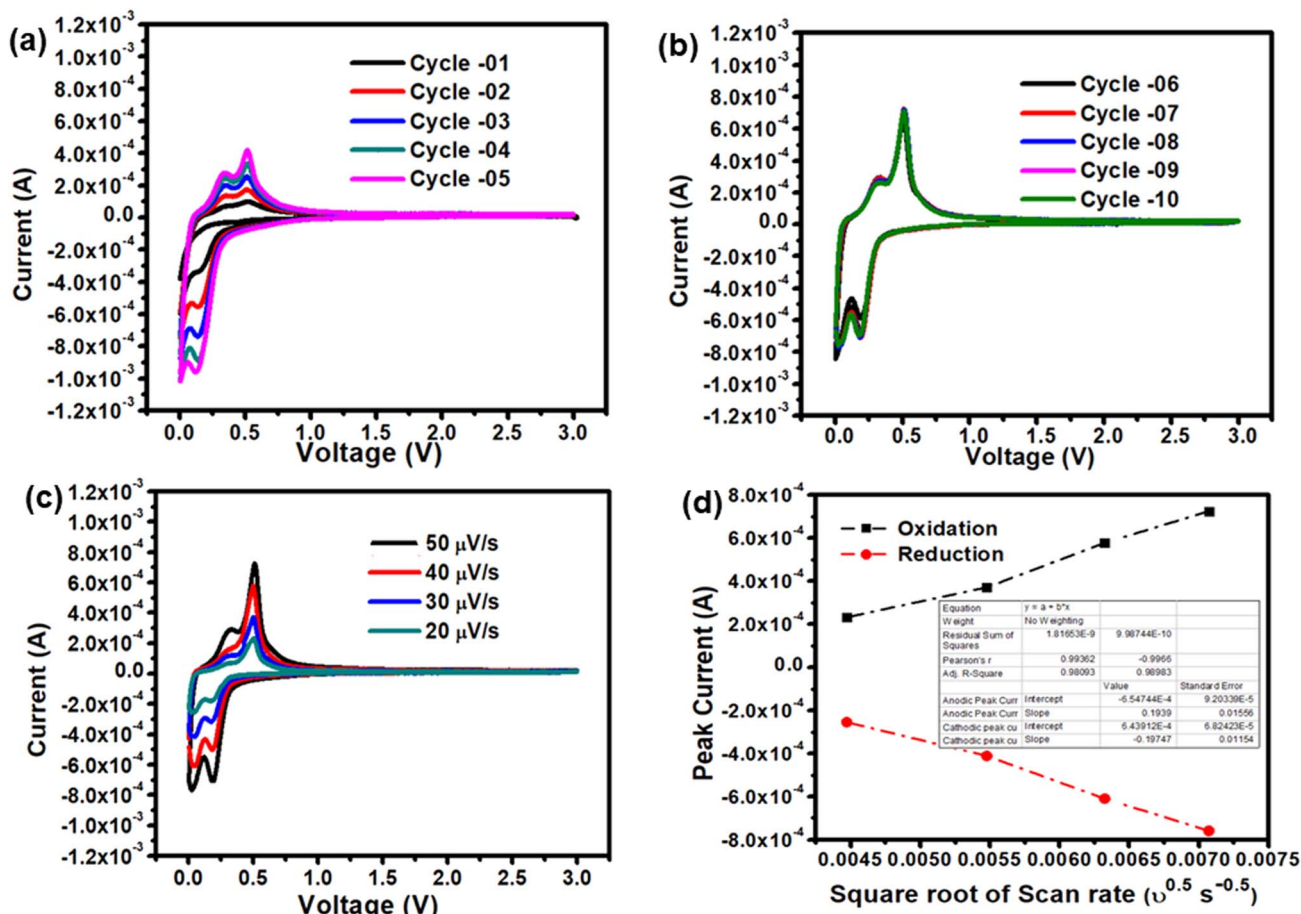 (a)
1.2x10⁻³
1.0x10⁻³
8.0x10⁻⁴
6.0x10⁻⁴
4.0x10⁻⁴
2.0x10⁻⁴
0.0
-2.0x10⁻⁴
-4.0x10⁻⁴
-6.0x10⁻⁴
-8.0x10⁻⁴
-1.0x10⁻³
-1.2x10⁻³
Current (A)
Cycle -01
Cycle -02
Cycle -03
Cycle -04
Cycle -05
0.0 0.5 1.0 1.5 2.0 2.5 3.0
Voltage (V)
(b)
1.2x10⁻³
1.0x10⁻³
8.0x10⁻⁴
6.0x10⁻⁴
4.0x10⁻⁴
2.0x10⁻⁴
0.0
-2.0x10⁻⁴
-4.0x10⁻⁴
-6.0x10⁻⁴
-8.0x10⁻⁴
-1.0x10⁻³
-1.2x10⁻³
Current (A)
Cycle -06
Cycle -07
Cycle -08
Cycle -09
Cycle -10
0.0 0.5 1.0 1.5 2.0 2.5 3.0
Voltage (V)
(c)
1.2x10⁻³
1.0x10⁻³
8.0x10⁻⁴
6.0x10⁻⁴
4.0x10⁻⁴
2.0x10⁻⁴
0.0
-2.0x10⁻⁴
-4.0x10⁻⁴
-6.0x10⁻⁴
-8.0x10⁻⁴
-1.0x10⁻³
-1.2x10⁻³
Current (A)
50 μV/s
40 μV/s
30 μV/s
20 μV/s
0.0 0.5 1.0 1.5 2.0 2.5 3.0
Voltage (V)
(d)
8.0x10⁻⁴
6.0x10⁻⁴
4.0x10⁻⁴
2.0x10⁻⁴
0.0
-2.0x10⁻⁴
-4.0x10⁻⁴
-6.0x10⁻⁴
-8.0x10⁻⁴
Peak Current (A)
Oxidation
Reduction
Equation y = a + b*x
Weight No Weighting
Residual Sum of Squares 1.81653E-9 9.98744E-10
Pearson's r 0.99362 -0.9966
Adj. R-Square 0.98093 0.98983
Value Standard Error
Anodic Peak Curr Intercept -6.54744E-4 9.20339E-5
Anodic Peak Curr Slope 0.1939 0.01556
Cathodic peak cu Intercept 6.43912E-4 6.82423E-5
Cathodic peak cu Slope -0.19747 0.01154
0.0045 0.0050 0.0055 0.0060 0.0065 0.0070 0.0075
Square root of Scan rate (υ⁰·⁵ s⁻⁰·⁵)